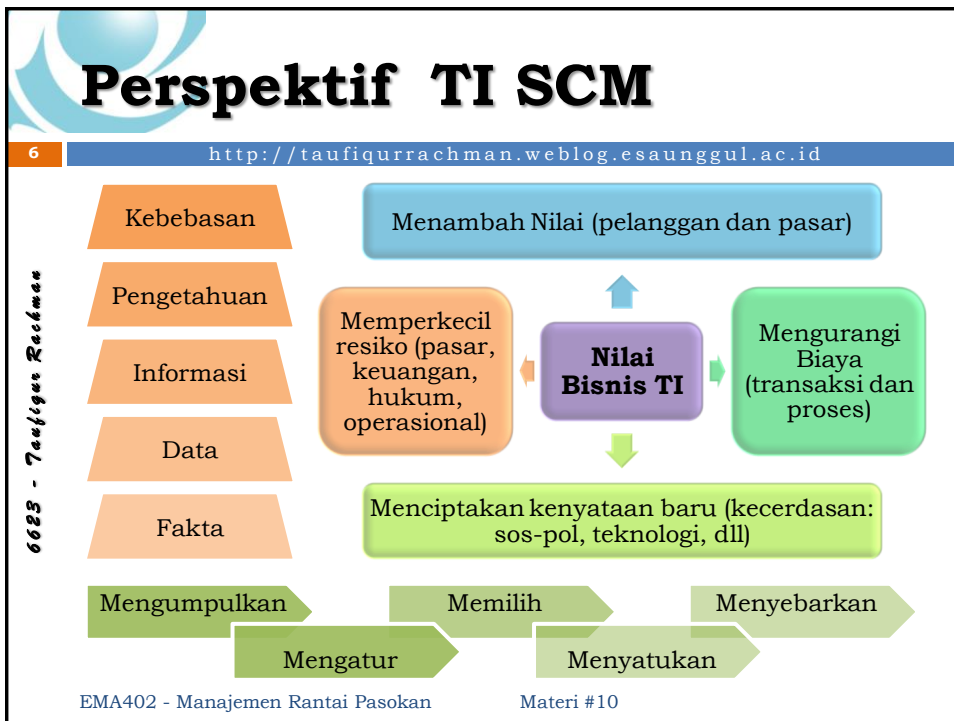 Perspektif TI SCM
6
http://taufiqurrachman.weblog.esaunggul.ac.id
6623 - Taufiqur Rachman
Kebebasan
Pengetahuan
Informasi
Data
Fakta
Menambah Nilai (pelanggan dan pasar)
Memperkecil
resiko (pasar,
keuangan,
hukum,
operasional)
Nilai
Bisnis TI
Mengurangi
Biaya
(transaksi dan
proses)
Menciptakan kenyataan baru (kecerdasan:
sos-pol, teknologi, dll)
Mengumpulkan
Mengatur
Memilih
Menyatukan
Menyebarkan
EMA402 - Manajemen Rantai Pasokan
Materi #10